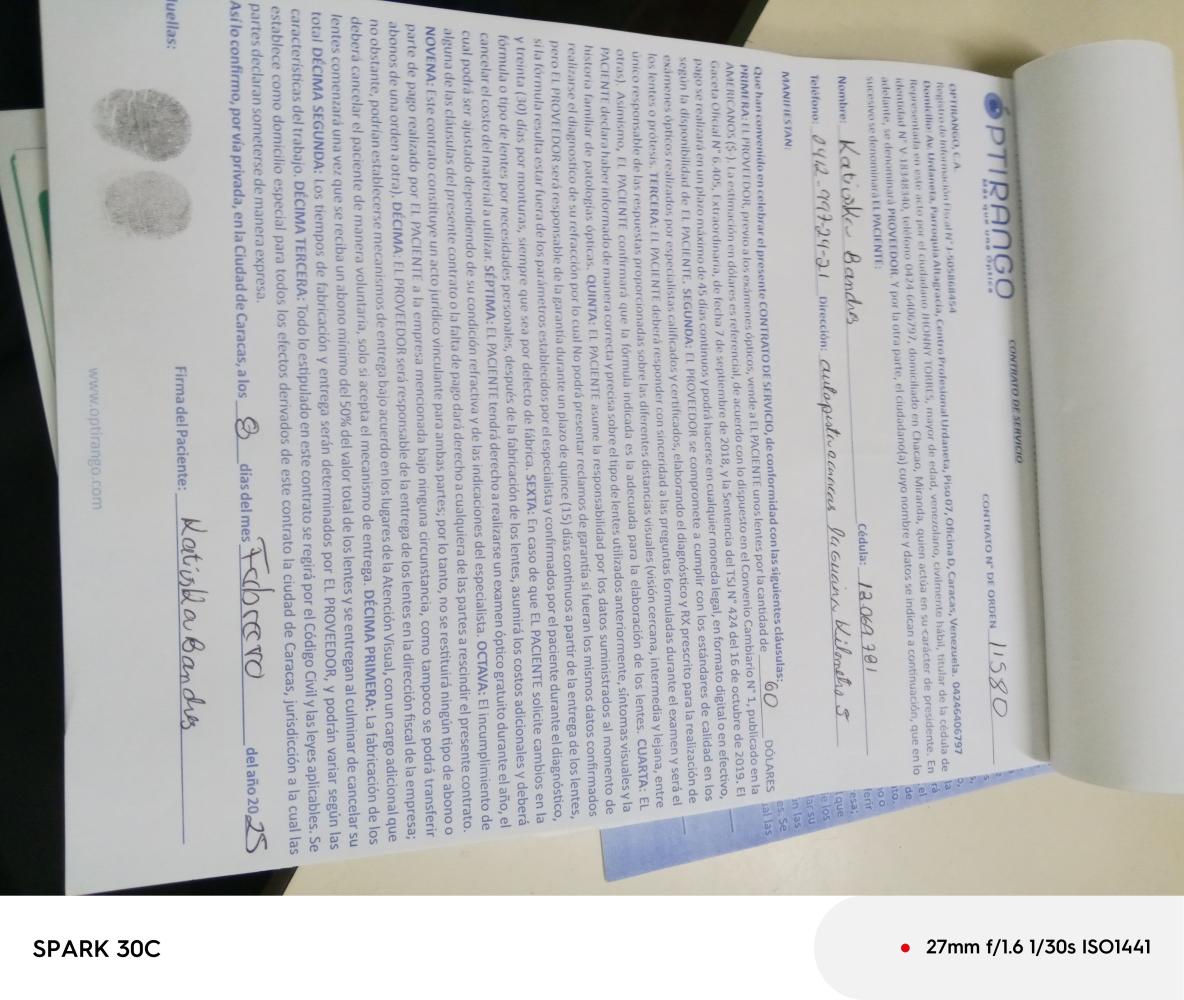 CONTRATO DE SERVICIO
OPTIRANGO
más que una óptica
CONTRATO N° DE ORDEN 11580
OPTIRANGO, C.A.
Registro de Información Fiscal N° J-505868454
Domicilio: Av. Urdaneta, Parroquia Altagracia, Centro Profesional Urdaneta, Piso 07, Oficina D, Caracas, Venezuela. 04246406797
Representada en este acto por el ciudadano JHONNY TORRES, mayor de edad, venezolano, civilmente hábil, titular de la cédula de
identidad N° V 18348340, teléfono 0424 6406797, domiciliado en Chacao, Miranda, quien actúa en su carácter de presidente. En
adelante, se denominará PROVEEDOR. Y por la otra parte, el ciudadano(a) cuyo nombre y datos se indican a continuación, que en lo
sucesivo se denominará EL PACIENTE:
Nombre: Katiska Bandres Cédula: 12.069.781
Teléfono: 0412-997-24-21 Dirección: autopista caracas la guaira kilometro 5
MANIFIESTAN:
Que han convenido en celebrar el presente CONTRATO DE SERVICIO, de conformidad con las siguientes cláusulas:
PRIMERA: EL PROVEEDOR, previo a los exámenes ópticos, vende a EL PACIENTE unos lentes por la cantidad de 60 DÓLARES
AMERICANOS ($-). La estimación en dólares es referencial, de acuerdo con lo dispuesto en el Convenio Cambiario N° 1, publicado en la
Gaceta Oficial N° 6.405, Extraordinaria, de fecha 7 de septiembre de 2018, y la Sentencia del TSJ N° 424 del 16 de octubre de 2019. El
pago se realizará en un plazo máximo de 45 días continuos y podrá hacerse en cualquier moneda legal, en formato digital o en efectivo,
según la disponibilidad de EL PACIENTE. SEGUNDA: EL PROVEEDOR se compromete a cumplir con los estándares de calidad en los
exámenes ópticos realizados por especialistas calificados y certificados, elaborando el diagnóstico y RX prescrito para la realización de
los lentes o prótesis. TERCERA: EL PACIENTE deberá responder con sinceridad a las preguntas formuladas durante el examen y será el
único responsable de las respuestas proporcionadas sobre las diferentes distancias visuales (visión cercana, intermedia y lejana, entre
otras). Asimismo, EL PACIENTE confirmará que la fórmula indicada es la adecuada para la elaboración de los lentes. CUARTA: EL
PACIENTE declara haber informado de manera correcta y precisa sobre el tipo de lentes utilizados anteriormente, síntomas visuales y la
historia familiar de patologías ópticas. QUINTA: EL PACIENTE asume la responsabilidad por los datos suministrados al momento de
realizarse el diagnostico de su refracción por lo cual No podrá presentar reclamos de garantía si fueran los mismos datos confirmados
pero EL PROVEEDOR será responsable de la garantía durante un plazo de quince (15) días continuos a partir de la entrega de los lentes,
y treinta (30) días por monturas, siempre que sea por defecto de fábrica. SEXTA: En caso de que EL PACIENTE solicite cambios en la
fórmula o tipo de lentes por necesidades personales, después de la fabricación de los lentes, asumirá los costos adicionales y deberá
cancelar el costo del material a utilizar. SÉPTIMA: EL PACIENTE tendrá derecho a realizarse un examen óptico gratuito durante el año, el
cual podrá ser ajustado dependiendo de su condición refractiva y de las indicaciones del especialista. OCTAVA: El incumplimiento de
alguna de las cláusulas del presente contrato o la falta de pago dará derecho a cualquiera de las partes a rescindir el presente contrato.
NOVENA: Este contrato constituye un acto jurídico vinculante para ambas partes; por lo tanto, no se restituirá ningún tipo de abono o
parte de pago realizado por EL PACIENTE a la empresa mencionada bajo ninguna circunstancia, como tampoco se podrá transferir
abonos de una orden a otra). DÉCIMA: EL PROVEEDOR será responsable de la entrega de los lentes en la dirección fiscal de la empresa;
no obstante, podrían establecerse mecanismos de entrega bajo acuerdo en los lugares de la Atención Visual, con un cargo adicional que
deberá cancelar el paciente de manera voluntaria, solo si acepta el mecanismo de entrega. DÉCIMA PRIMERA: La fabricación de los
lentes comenzará una vez que se reciba un abono mínimo del 50% del valor total de los lentes y se entregan al culminar de cancelar su
total DÉCIMA SEGUNDA: Los tiempos de fabricación y entrega serán determinados por EL PROVEEDOR, y podrán variar según las
características del trabajo. DÉCIMA TERCERA: Todo lo estipulado en este contrato se regirá por el Código Civil y las leyes aplicables. Se
establece como domicilio especial para todos los efectos derivados de este contrato la ciudad de Caracas, jurisdicción a la cual las
partes declaran someterse de manera expresa.
Así lo confirmo, por vía privada, en la Ciudad de Caracas, a los 8 días del mes Febrero del año 2025
Huellas:
Firma del Paciente: Katiska Bandres
www.optirango.com
SPARK 30C
27mm f/1.6 1/30s ISO1441